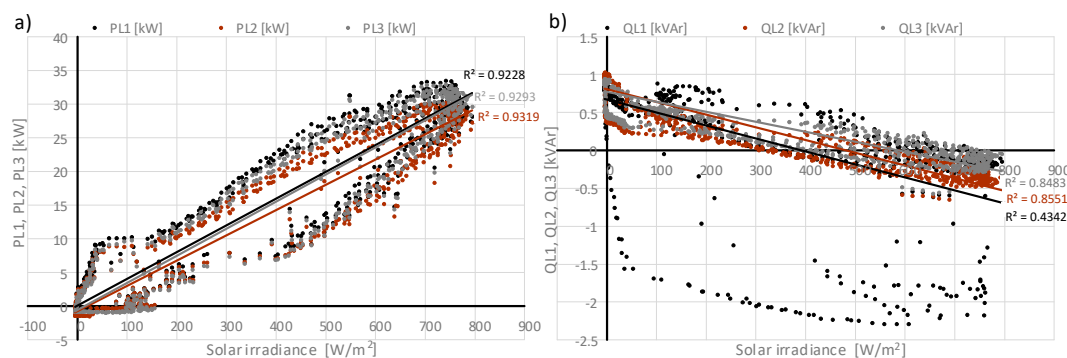 a)
PL1 [kW] PL2 [kW] PL3 [kW]
40
35
30
25
20
15
10
5
0
-5
PL1, PL2, PL3 [kW]
R² = 0.9228
R² = 0.9293
R² = 0.9319
-100 0 100 200 300 400 500 600 700 800 900
Solar irradiance [W/m²]
b)
QL1 [kVAr] QL2 [kVAr] QL3 [kVAr]
1.5
1
0.5
0
-0.5
-1
-1.5
-2
-2.5
QL1, QL2, QL3 [kVAr]
-100 0 100 200 300 400 500 600 700 800 900
R² = 0.8483
R² = 0.8551
R² = 0.4342
Solar irradiance [W/m²]